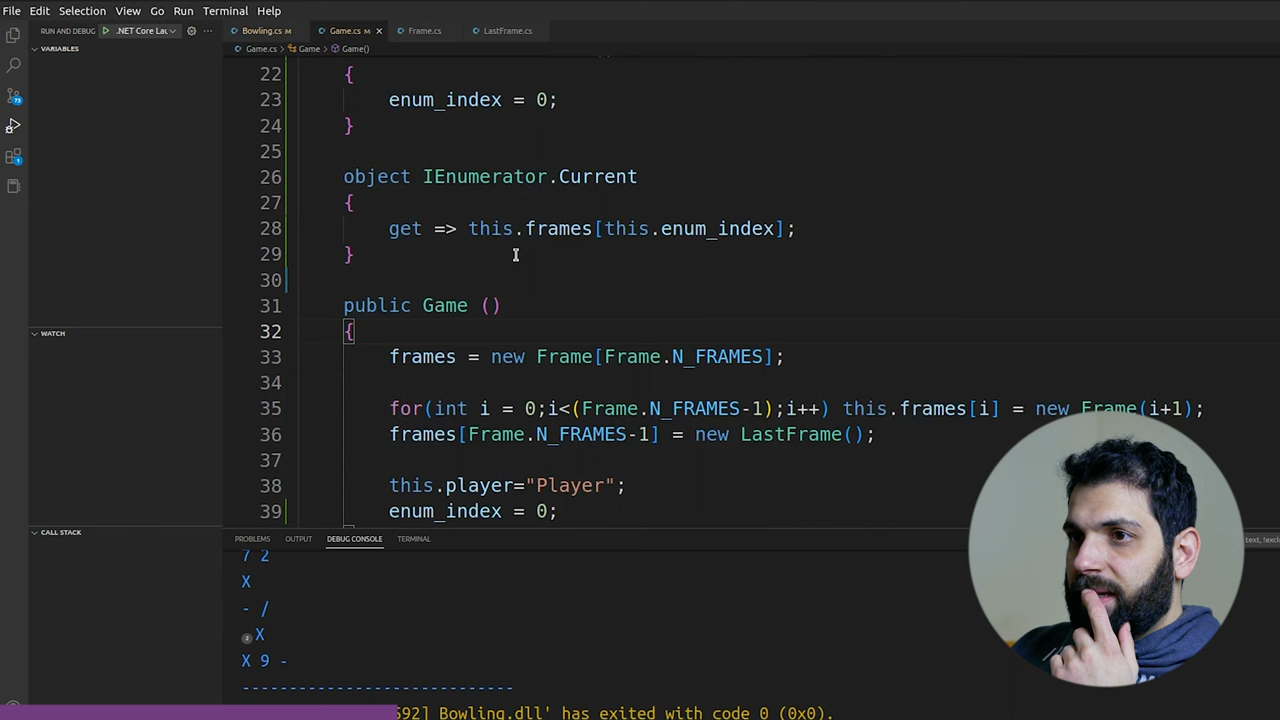 File Edit Selection View Go Run Terminal Help
RUN AND DEBUG .NET Core Lau
Bowling.cs M Game.cs M Frame.cs LastFrame.cs
Game.cs > Game > Game()
VARIABLES
22 {
23 enum_index = 0;
24 }
25
26 object IEnumerator.Current
27 {
28 get => this.frames[this.enum_index];
29 }
30
31 public Game ()
32 {
33 frames = new Frame[Frame.N_FRAMES];
34
35 for(int i = 0;i<(Frame.N_FRAMES-1);i++) this.frames[i] = new Frame(i+1);
36 frames[Frame.N_FRAMES-1] = new LastFrame();
37
38 this.player="Player";
39 enum_index = 0;
WATCH
CALL STACK
PROBLEMS OUTPUT DEBUG CONSOLE TERMINAL
text, !excl
7 2
X
- /
2 X
X 9 -
----------------------------
592] Bowling.dll' has exited with code 0 (0x0).